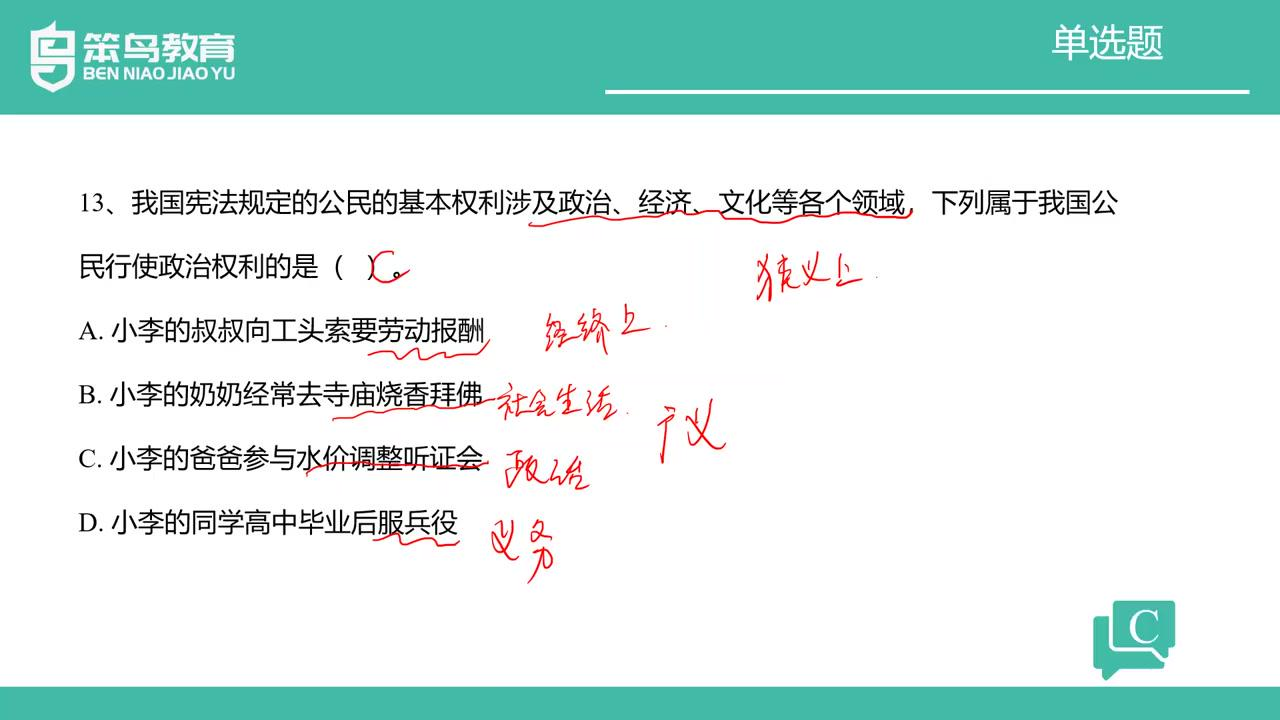 笨鸟教育
BEN NIAO JIAO YU
单选题
13、我国宪法规定的公民的基本权利涉及政治、经济、文化等各个领域，下列属于我国公
民行使政治权利的是（ ）。
C
狭义上
A. 小李的叔叔向工头索要劳动报酬
B. 小李的奶奶经常去寺庙烧香拜佛
社会生活
广义
C. 小李的爸爸参与水价调整听证会
政治
D. 小李的同学高中毕业后服兵役
义务
C